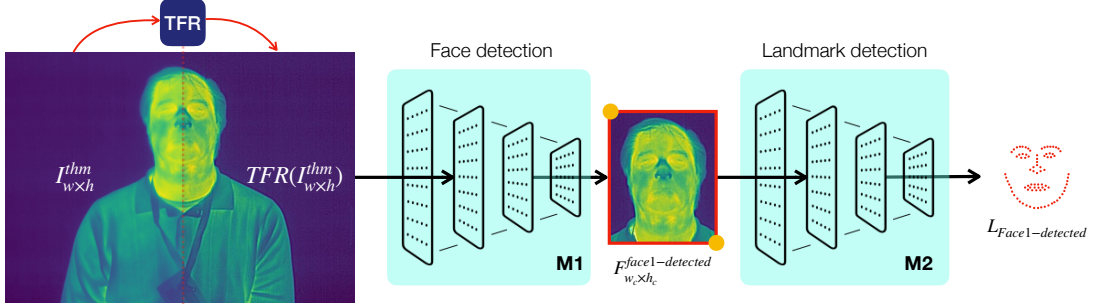 TFR
Face detection
Landmark detection
I^{thm}_{w×h}
TFR(I^{thm}_{w×h})
M1
F^{face1−detected}_{w_c×h_c}
M2
L_{Face1−detected}